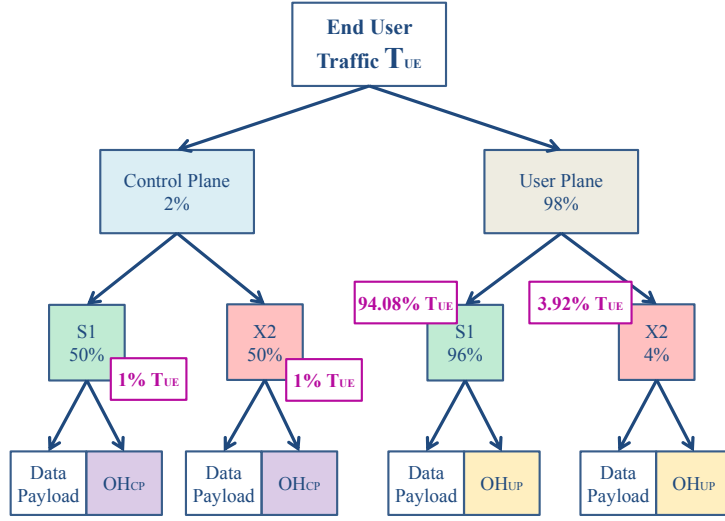 End User
Traffic TUE
Control Plane
2%
User Plane
98%
94.08% TUE
3.92% TUE
S1
50%
X2
50%
S1
96%
X2
4%
1% TUE
1% TUE
Data
Payload
OHCP
Data
Payload
OHCP
Data
Payload
OHUP
Data
Payload
OHUP